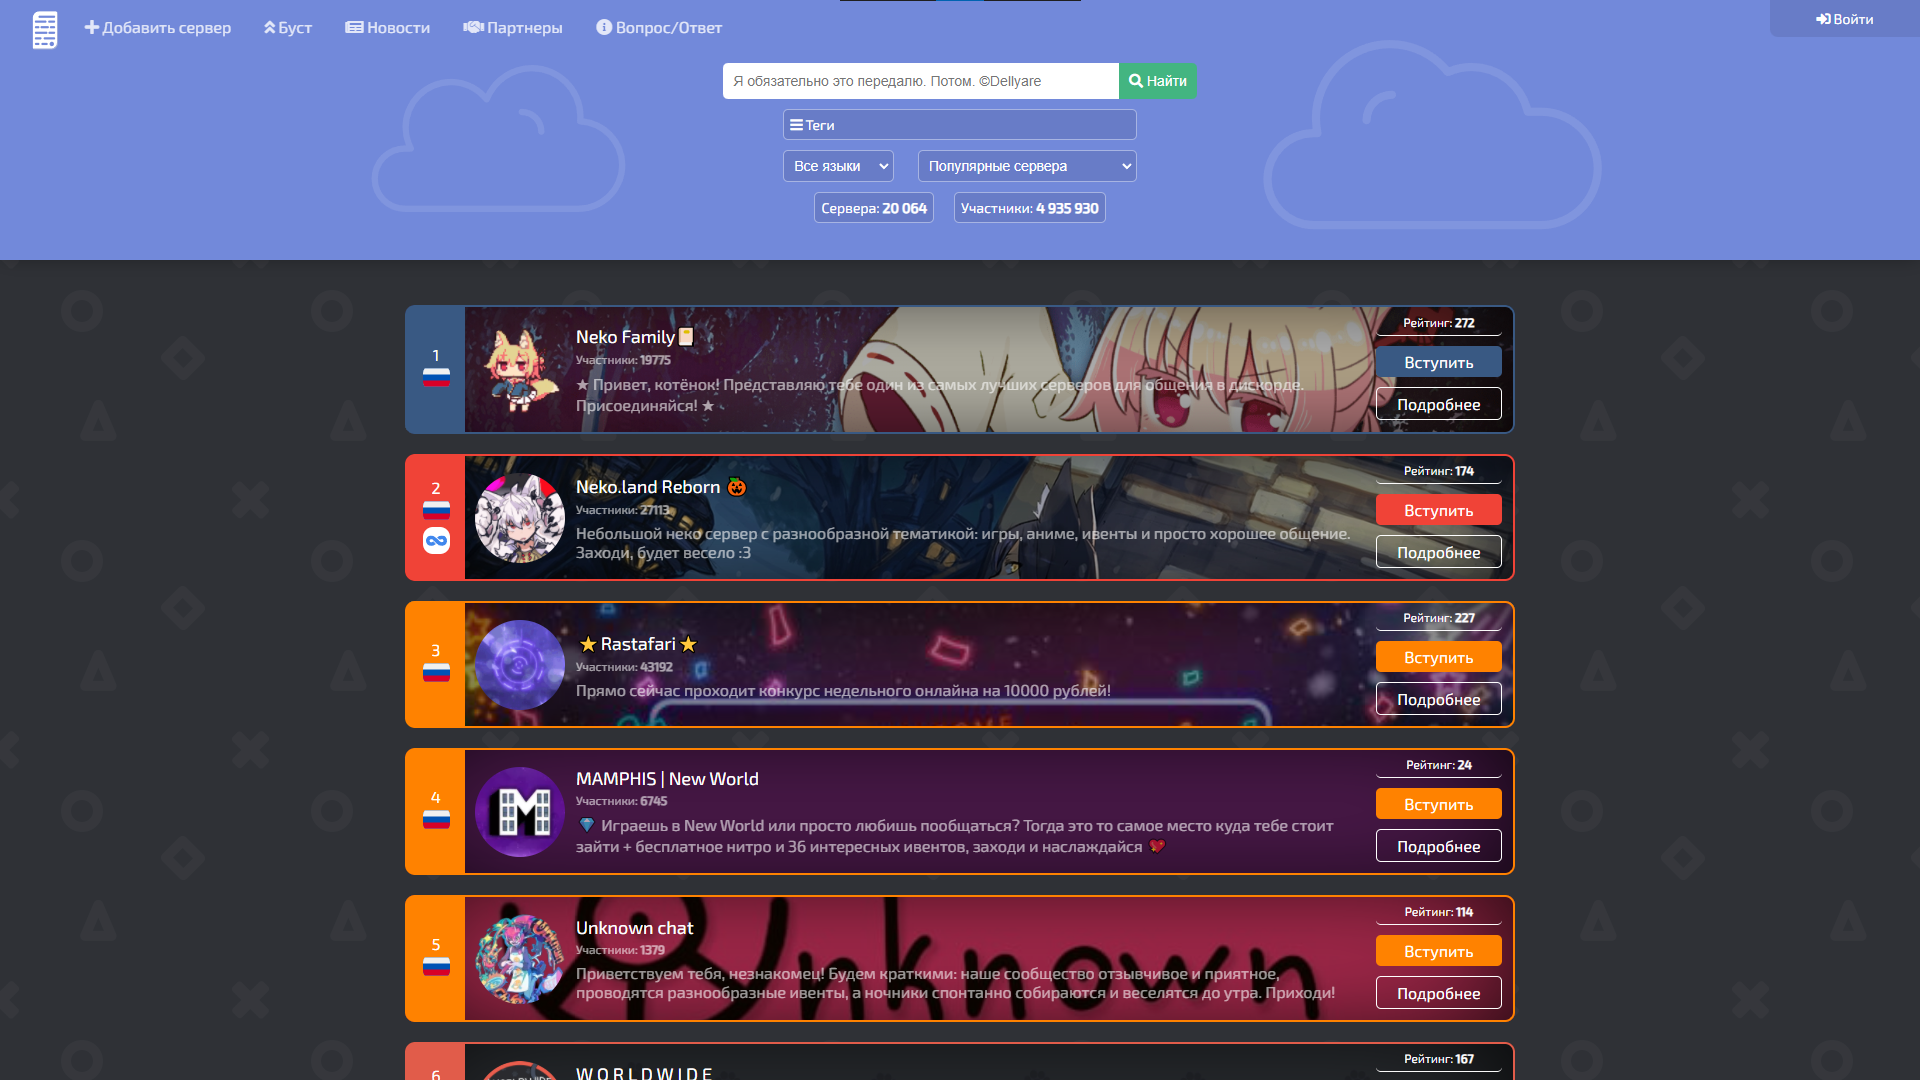 Добавить сервер
Буст
Новости
Партнеры
Вопрос/Ответ
Войти
Я обязательно это передалю. Потом. ©Dellyare
Найти
Теги
Все языки
Популярные сервера
Сервера: 20 064
Участники: 4 935 930
1
Neko Family
Участники: 19775
★ Привет, котёнок! Представляю тебе один из самых лучших серверов для общения в дискорде.
Присоединяйся! ★
Рейтинг: 272
Вступить
Подробнее
2
Neko.land Reborn 🎃
Участники: 27113
Небольшой неко сервер с разнообразной тематикой: игры, аниме, ивенты и просто хорошее общение.
Заходи, будет весело :3
Рейтинг: 174
Вступить
Подробнее
3
⭐Rastafari⭐
Участники: 43192
Прямо сейчас проходит конкурс недельного онлайна на 10000 рублей!
Рейтинг: 227
Вступить
Подробнее
4
M
MAMPHIS | New World
Участники: 6745
💎 Играешь в New World или просто любишь пообщаться? Тогда это то самое место куда тебе стоит
зайти + бесплатное нитро и 36 интересных ивентов, заходи и наслаждайся 💖
Рейтинг: 24
Вступить
Подробнее
5
Unknown chat
Участники: 1379
Приветствуем тебя, незнакомец! Будем краткими: наше сообщество отзывчивое и приятное,
проводятся разнообразные ивенты, а ночники спонтанно собираются и веселятся до утра. Приходи!
Unknown
Рейтинг: 114
Вступить
Подробнее
6
W O R L D W I D E
Рейтинг: 167